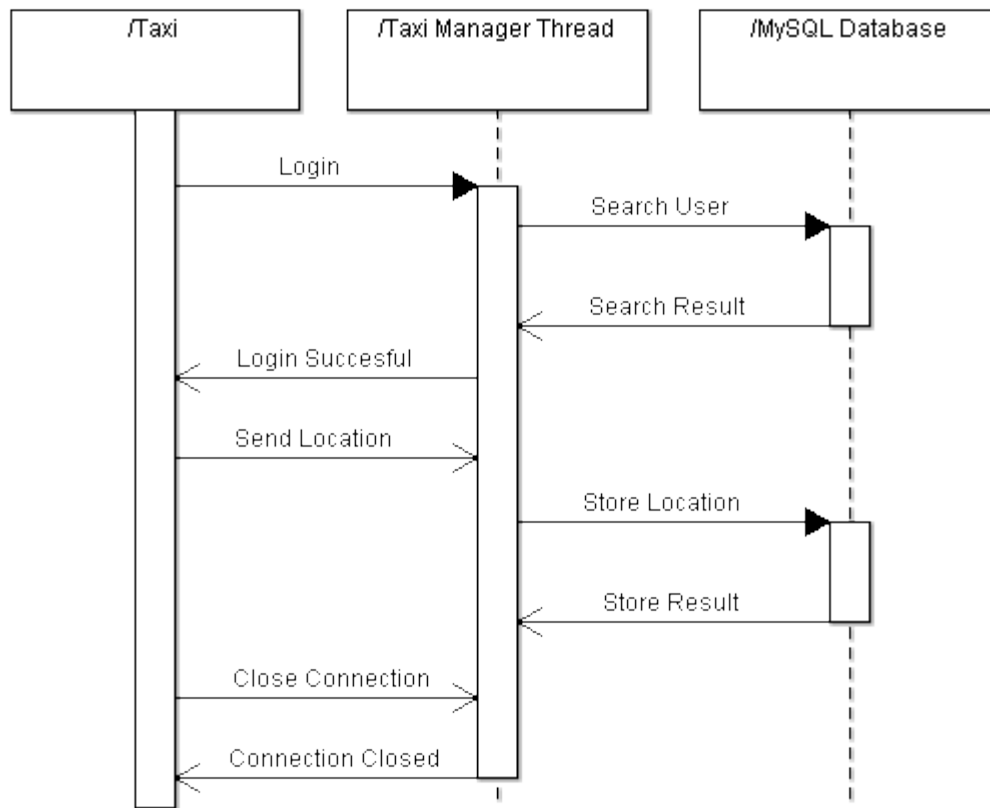 /Taxi
/Taxi Manager Thread
/MySQL Database
Login
Search User
Search Result
Login Succesful
Send Location
Store Location
Store Result
Close Connection
Connection Closed